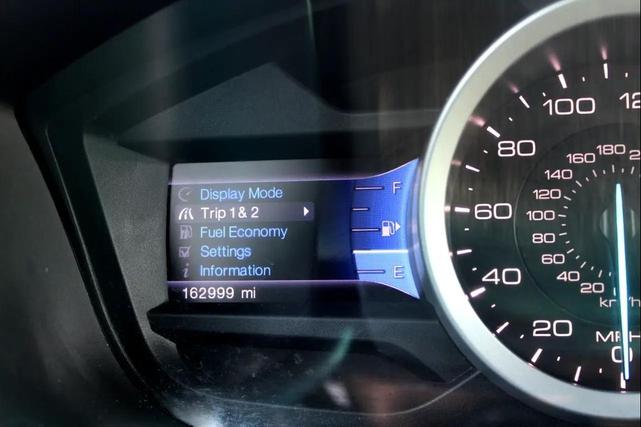 Display Mode
Trip 1 & 2
Fuel Economy
Settings
i Information
162999 mi
F
E
100
80
60
40
20
0
MPH
180
160
140
120
100
80
60
40
20
km/h